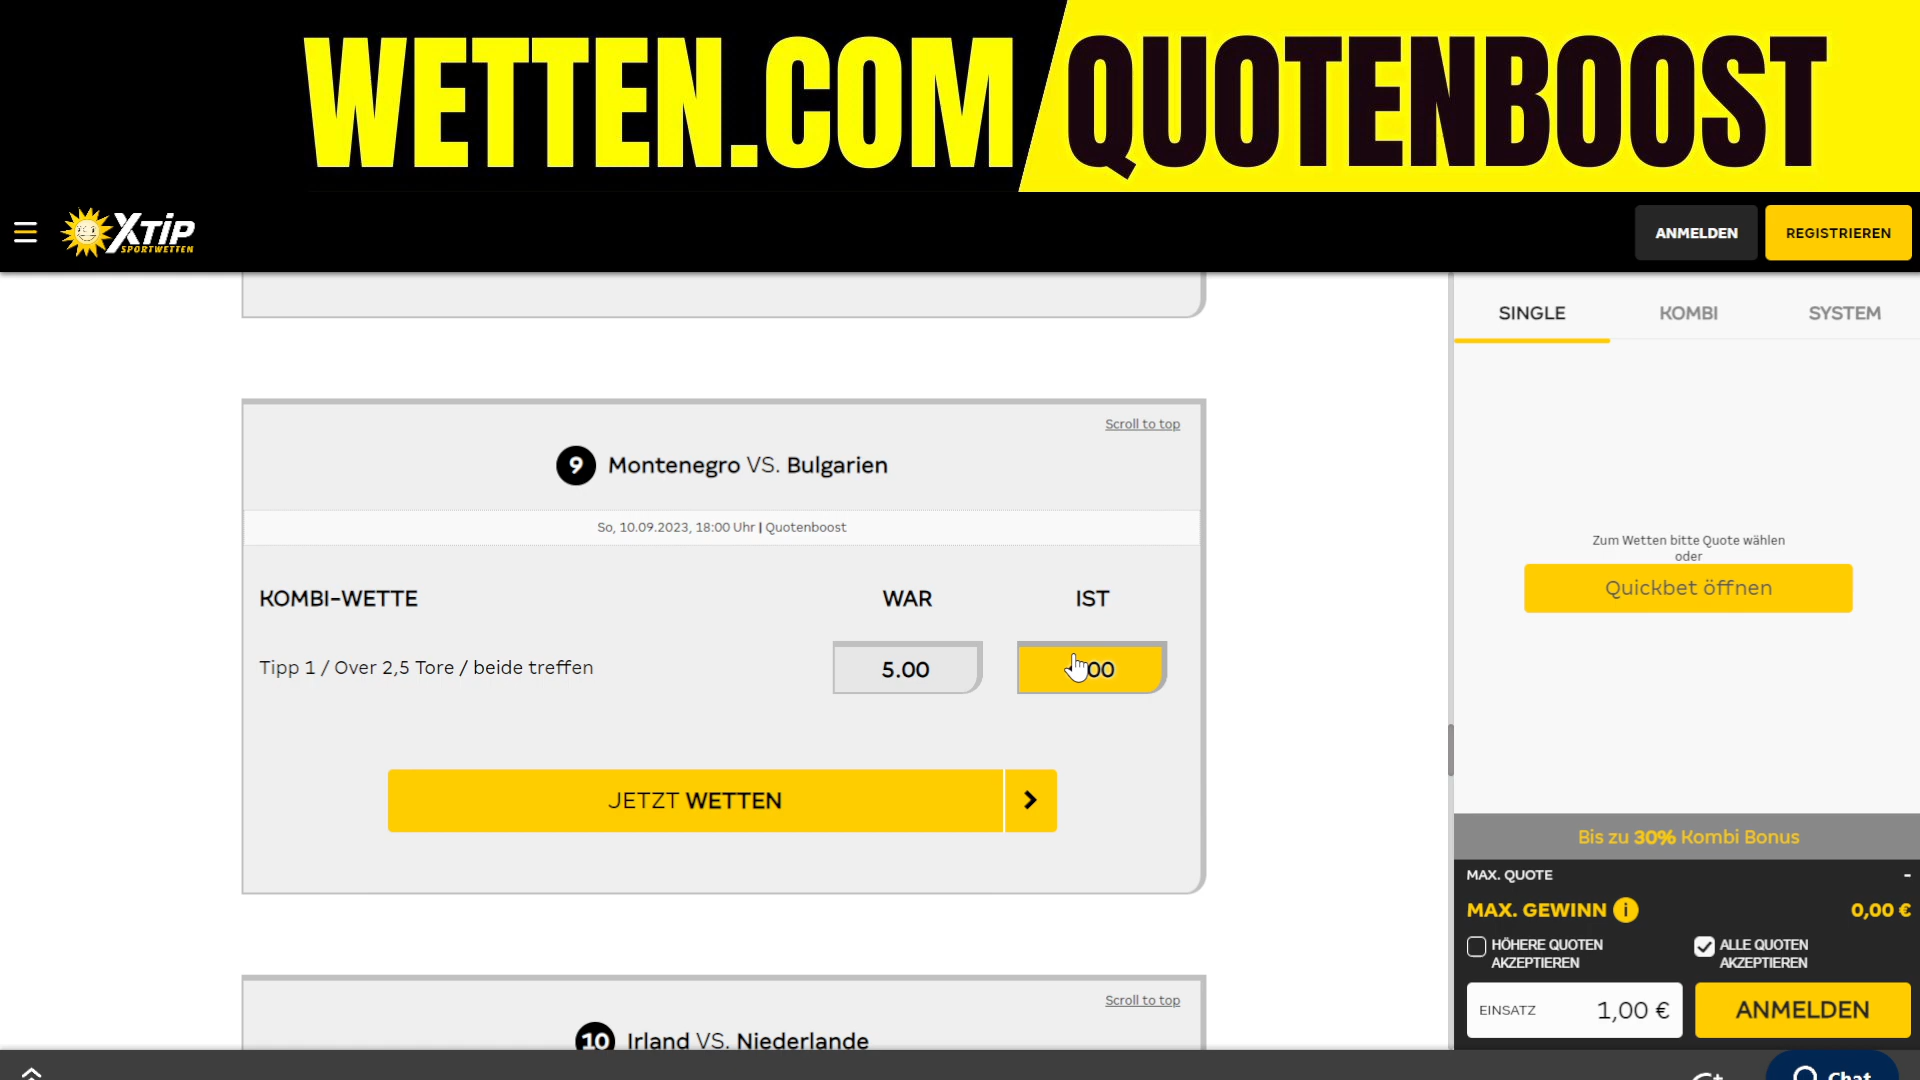 WETTEN.COM QUOTENBOOST
XTiP
SPORTWETTEN
ANMELDEN
REGISTRIEREN
SINGLE KOMBI SYSTEM
Scroll to top
9 Montenegro VS. Bulgarien
So, 10.09.2023, 18:00 Uhr | Quotenboost
KOMBI-WETTE WAR IST
Tipp 1 / Over 2,5 Tore / beide treffen 5.00
JETZT WETTEN
Zum Wetten bitte Quote wählen
oder
Quickbet öffnen
Bis zu 30% Kombi Bonus
MAX. QUOTE -
MAX. GEWINN i 0,00 €
HÖHERE QUOTEN
AKZEPTIEREN
ALLE QUOTEN
AKZEPTIEREN
EINSATZ 1,00 €
ANMELDEN
Scroll to top
10 Irland VS. Niederlande
Chat